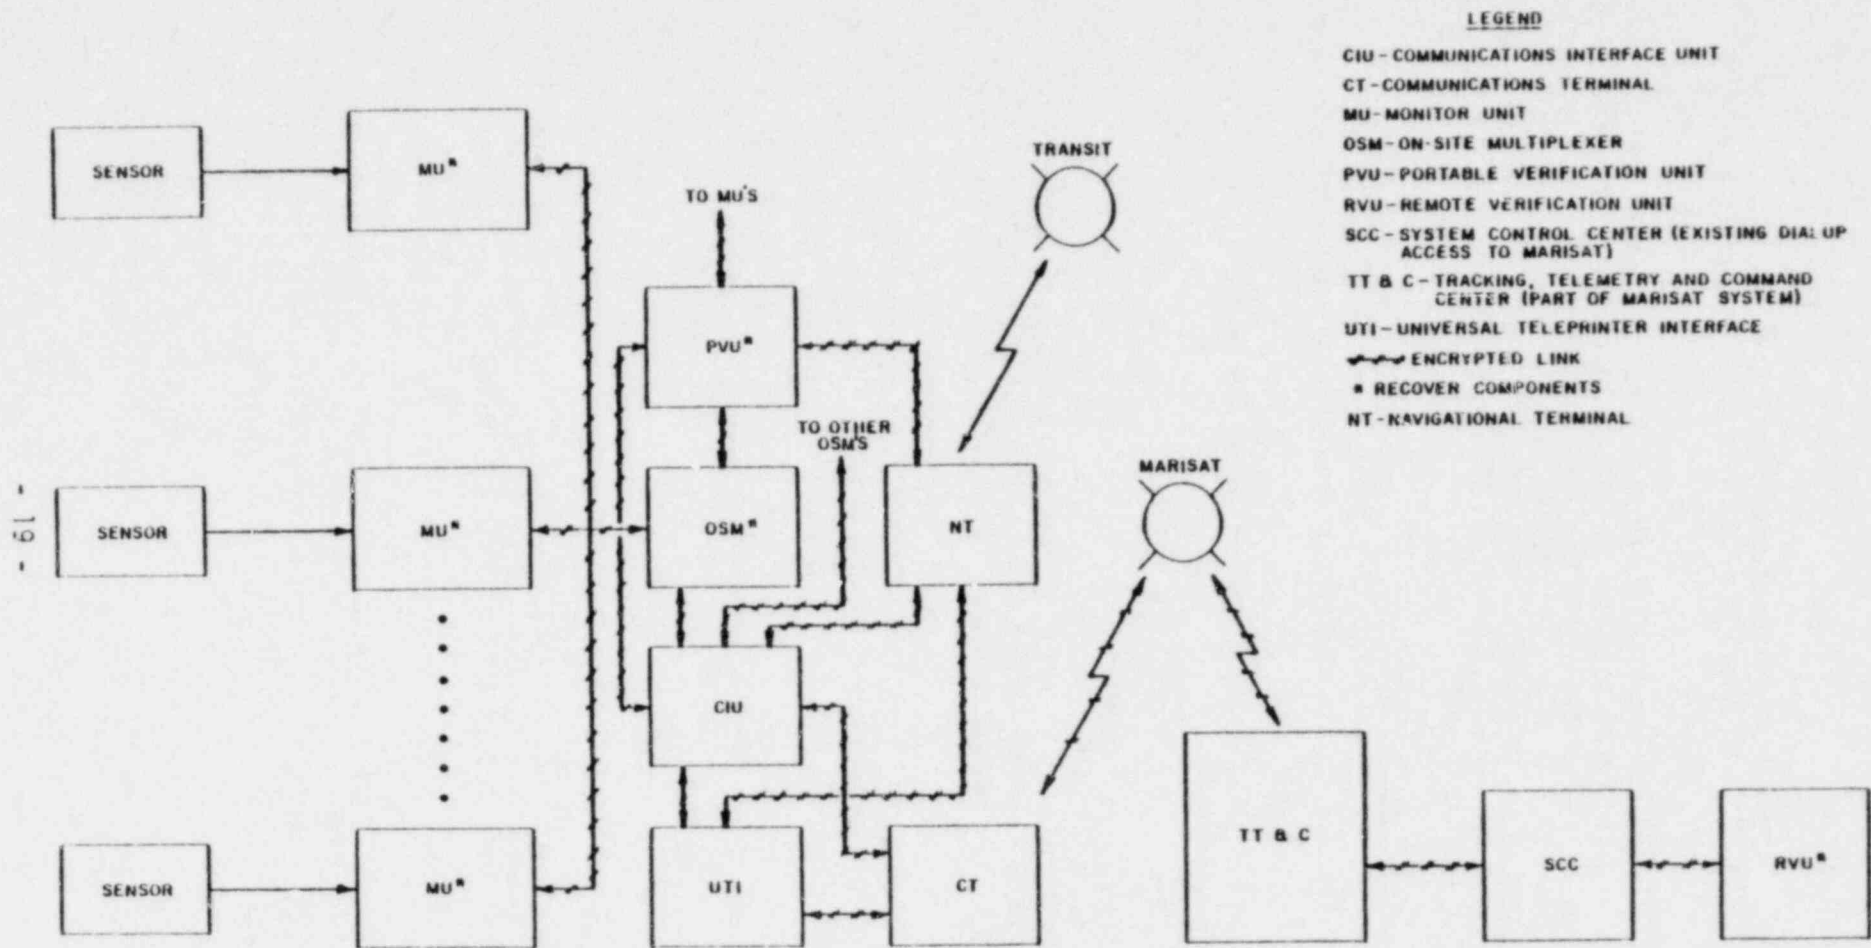 LEGEND
CIU - COMMUNICATIONS INTERFACE UNIT
CT - COMMUNICATIONS TERMINAL
MU - MONITOR UNIT
OSM - ON-SITE MULTIPLEXER
PVU - PORTABLE VERIFICATION UNIT
RVU - REMOTE VERIFICATION UNIT
SCC - SYSTEM CONTROL CENTER (EXISTING DIAL UP
ACCESS TO MARISAT)
TT & C - TRACKING, TELEMETRY AND COMMAND
CENTER (PART OF MARISAT SYSTEM)
UTI - UNIVERSAL TELEPRINTER INTERFACE
ENCRYPTED LINK
* RECOVER COMPONENTS
NT - NAVIGATIONAL TERMINAL
SENSOR
MU*
TO MU'S
TRANSIT
PVU*
TO OTHER
OSM'S
MARISAT
- 19 -
SENSOR
MU*
OSM*
NT
CIU
TT & C
SCC
RVU*
SENSOR
MU*
UTI
CT